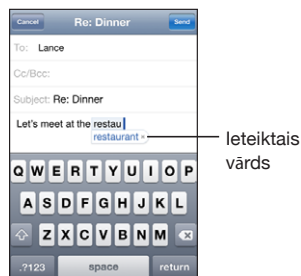 Cancel Re: Dinner Send
To: Lance
Cc/Bcc:
Subject: Re: Dinner
Let's meet at the restau
restaurant ×
Ieteiktais
vārds
Q W E R T Y U I O P
A S D F G H J K L
Z X C V B N M
.?123 space return